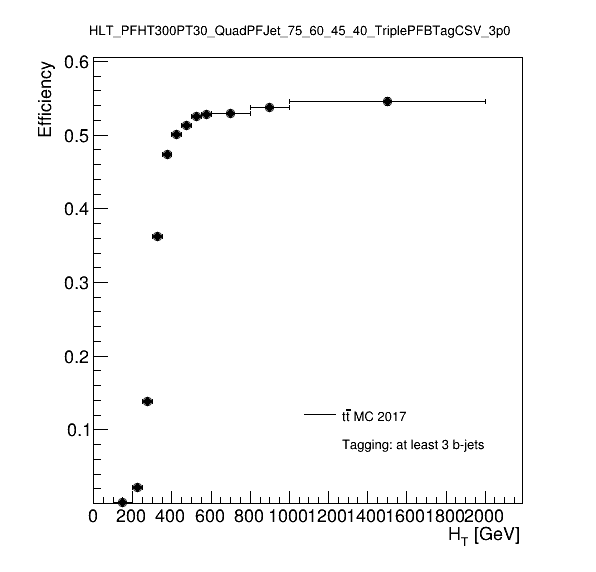 HLT_PFHT300PT30_QuadPFJet_75_60_45_40_TriplePFBTagCSV_3p0
Efficiency
0.6
0.5
0.4
0.3
0.2
0.1
tt̄ MC 2017
Tagging: at least 3 b-jets
0 200 400 600 800 1000 1200 1400 1600 1800 2000
H_T [GeV]